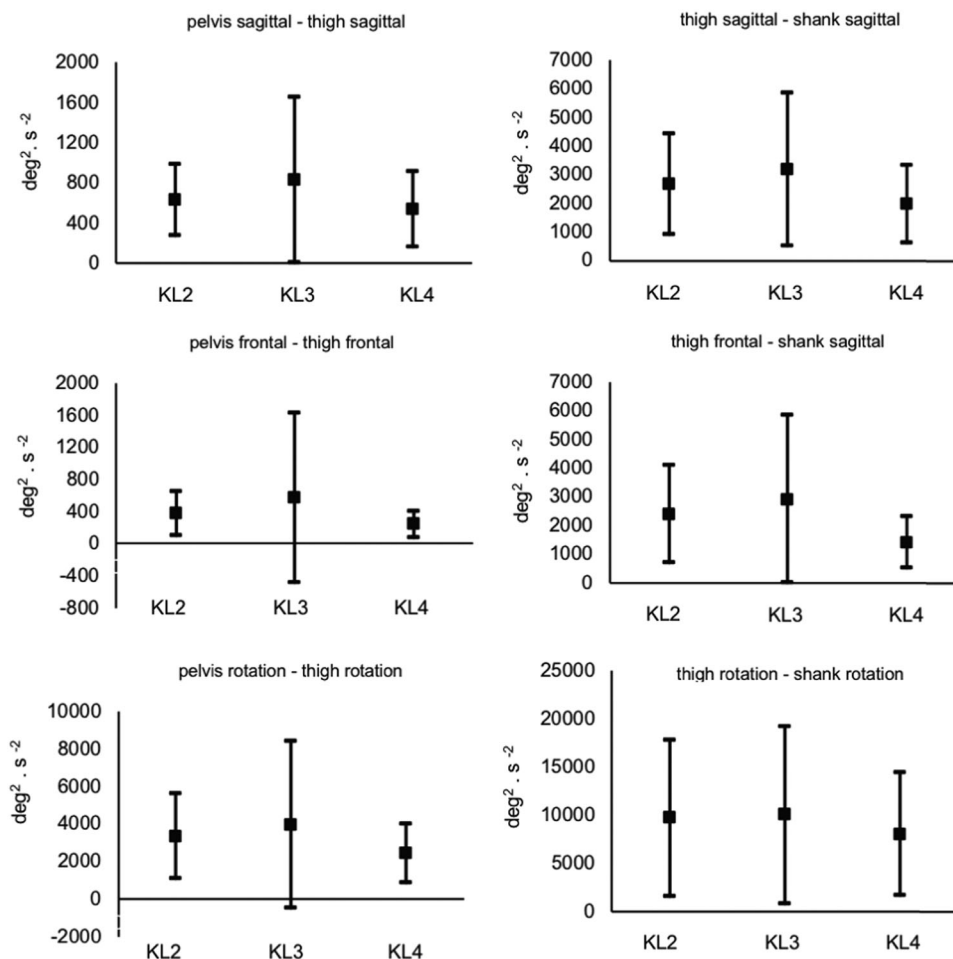 pelvis sagittal - thigh sagittal
deg². s⁻²
2000
1600
1200
800
400
0
KL2 KL3 KL4
thigh sagittal - shank sagittal
deg². s⁻²
7000
6000
5000
4000
3000
2000
1000
0
KL2 KL3 KL4
pelvis frontal - thigh frontal
deg². s⁻²
2000
1600
1200
800
400
0
-400
-800
KL2 KL3 KL4
thigh frontal - shank sagittal
deg². s⁻²
7000
6000
5000
4000
3000
2000
1000
0
KL2 KL3 KL4
pelvis rotation - thigh rotation
deg². s⁻²
10000
8000
6000
4000
2000
0
-2000
KL2 KL3 KL4
thigh rotation - shank rotation
deg². s⁻²
25000
20000
15000
10000
5000
0
KL2 KL3 KL4